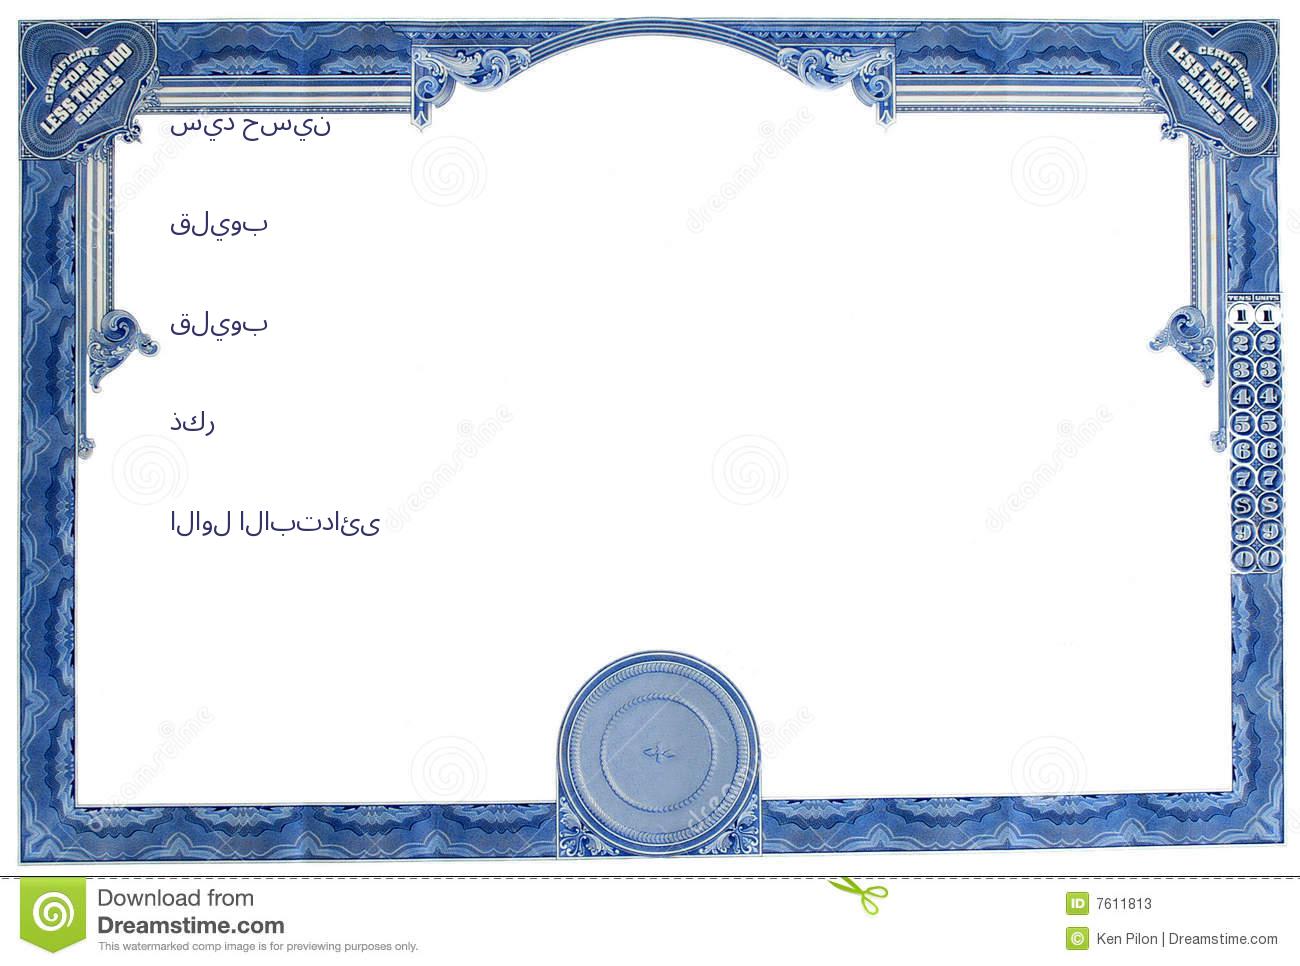 CERTIFICATE
FOR
LESS THAN 100
SHARES
CERTIFICATE
FOR
LESS THAN 100
SHARES
سيد حسين
قليوب
قليوب
ذكر
الاول الابتدائى
TENS UNITS
1 1
2 2
3 3
4 4
5 5
6 6
7 7
8 8
9 9
0 0
dreamstime
Download from
Dreamstime.com
This watermarked comp image is for previewing purposes only.
ID 7611813
© Ken Pilon | Dreamstime.com